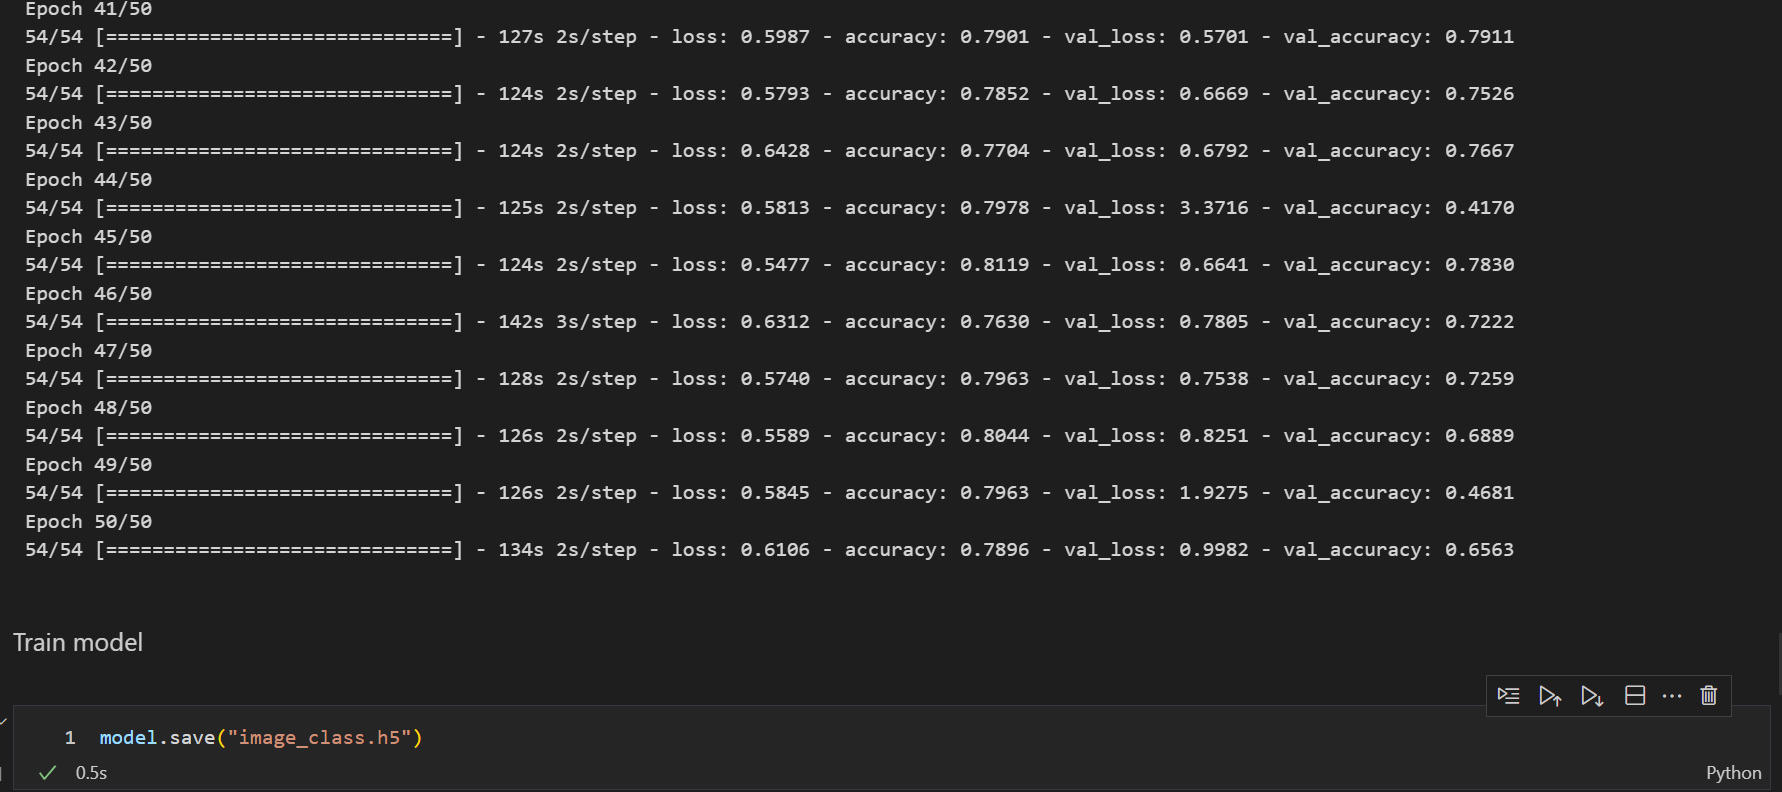 Epoch 41/50
54/54 [==============================] - 127s 2s/step - loss: 0.5987 - accuracy: 0.7901 - val_loss: 0.5701 - val_accuracy: 0.7911
Epoch 42/50
54/54 [==============================] - 124s 2s/step - loss: 0.5793 - accuracy: 0.7852 - val_loss: 0.6669 - val_accuracy: 0.7526
Epoch 43/50
54/54 [==============================] - 124s 2s/step - loss: 0.6428 - accuracy: 0.7704 - val_loss: 0.6792 - val_accuracy: 0.7667
Epoch 44/50
54/54 [==============================] - 125s 2s/step - loss: 0.5813 - accuracy: 0.7978 - val_loss: 3.3716 - val_accuracy: 0.4170
Epoch 45/50
54/54 [==============================] - 124s 2s/step - loss: 0.5477 - accuracy: 0.8119 - val_loss: 0.6641 - val_accuracy: 0.7830
Epoch 46/50
54/54 [==============================] - 142s 3s/step - loss: 0.6312 - accuracy: 0.7630 - val_loss: 0.7805 - val_accuracy: 0.7222
Epoch 47/50
54/54 [==============================] - 128s 2s/step - loss: 0.5740 - accuracy: 0.7963 - val_loss: 0.7538 - val_accuracy: 0.7259
Epoch 48/50
54/54 [==============================] - 126s 2s/step - loss: 0.5589 - accuracy: 0.8044 - val_loss: 0.8251 - val_accuracy: 0.6889
Epoch 49/50
54/54 [==============================] - 126s 2s/step - loss: 0.5845 - accuracy: 0.7963 - val_loss: 1.9275 - val_accuracy: 0.4681
Epoch 50/50
54/54 [==============================] - 134s 2s/step - loss: 0.6106 - accuracy: 0.7896 - val_loss: 0.9982 - val_accuracy: 0.6563
Train model
1 model.save("image_class.h5")
0.5s
Python